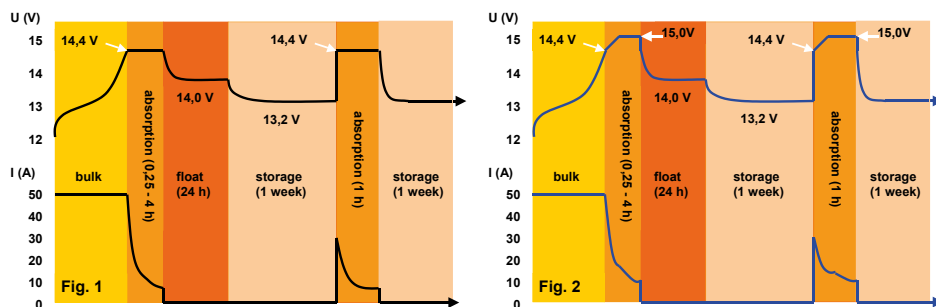 U (V)
15
14
13
12
I (A)
50
40
30
20
10
0
14,4 V
14,0 V
13,2 V
14,4 V
bulk
absorption (0,25 - 4 h)
float
(24 h)
storage
(1 week)
absorption (1 h)
storage
(1 week)
Fig. 1
U (V)
15
14
13
12
I (A)
50
40
30
20
10
0
14,4 V
15,0V
14,0 V
13,2 V
14,4 V
15,0V
bulk
absorption (0,25 - 4 h)
float
(24 h)
storage
(1 week)
absorption (1 h)
storage
(1 week)
Fig. 2